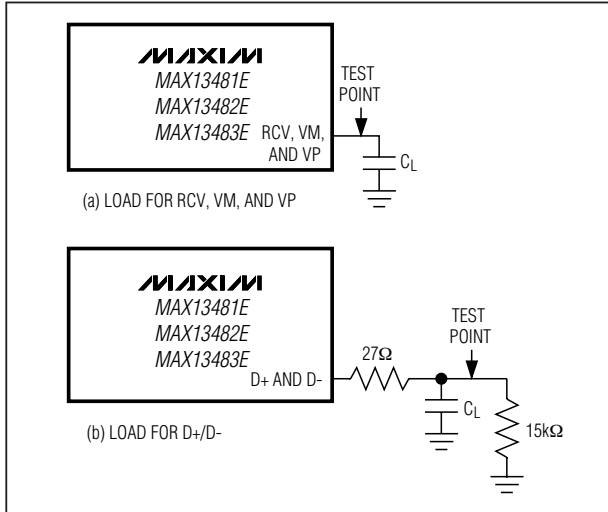 MAXIM
MAX13481E
MAX13482E
MAX13483E
RCV, VM,
AND VP
TEST
POINT
CL
(a) LOAD FOR RCV, VM, AND VP
MAXIM
MAX13481E
MAX13482E
MAX13483E
D+ AND D-
27Ω
TEST
POINT
CL
15kΩ
(b) LOAD FOR D+/D-